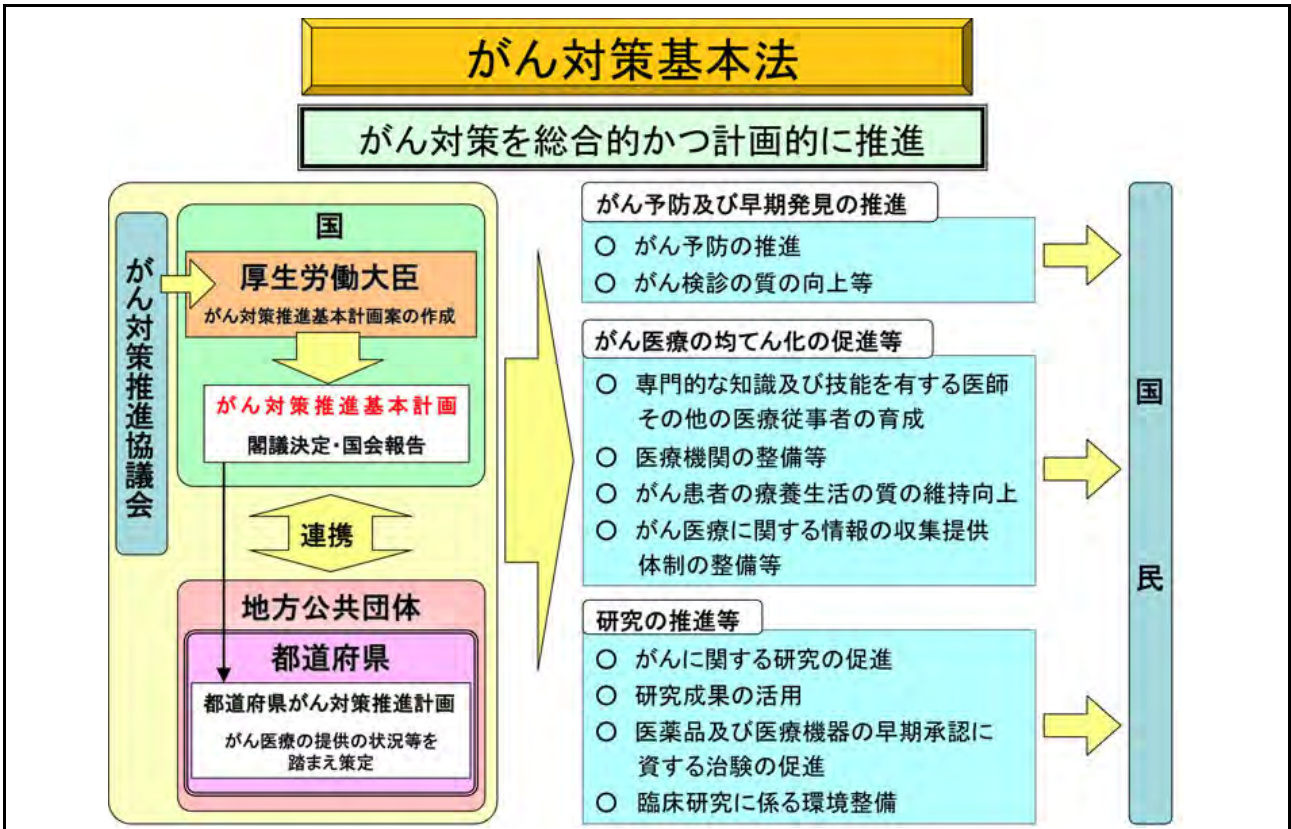 がん対策基本法
がん対策を総合的かつ計画的に推進
がん対策推進協議会
国
厚生労働大臣
がん対策推進基本計画案の作成
がん対策推進基本計画
閣議決定・国会報告
連携
地方公共団体
都道府県
都道府県がん対策推進計画
がん医療の提供の状況等を
踏まえ策定
がん予防及び早期発見の推進
○ がん予防の推進
○ がん検診の質の向上等
がん医療の均てん化の促進等
○ 専門的な知識及び技能を有する医師
その他の医療従事者の育成
○ 医療機関の整備等
○ がん患者の療養生活の質の維持向上
○ がん医療に関する情報の収集提供
体制の整備等
研究の推進等
○ がんに関する研究の促進
○ 研究成果の活用
○ 医薬品及び医療機器の早期承認に
資する治験の促進
○ 臨床研究に係る環境整備
国民